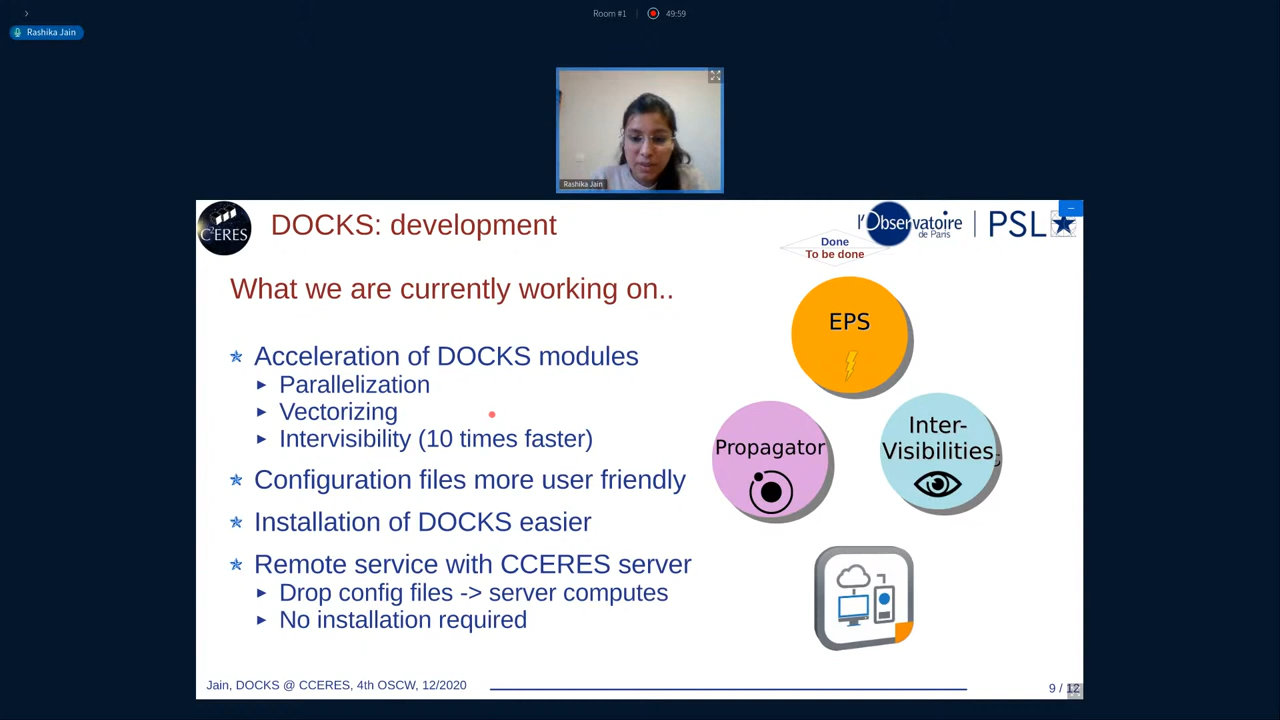 Room #1
49:59
Rashika Jain
Rashika Jain
C²ERES
DOCKS: development
l'Observatoire
de Paris
PSL
Done
To be done
What we are currently working on..
Acceleration of DOCKS modules
Parallelization
Vectorizing
Intervisibility (10 times faster)
Configuration files more user friendly
Installation of DOCKS easier
Remote service with CCERES server
Drop config files -> server computes
No installation required
EPS
Propagator
Inter-
Visibilities
Jain, DOCKS @ CCERES, 4th OSCW, 12/2020
9 / 12